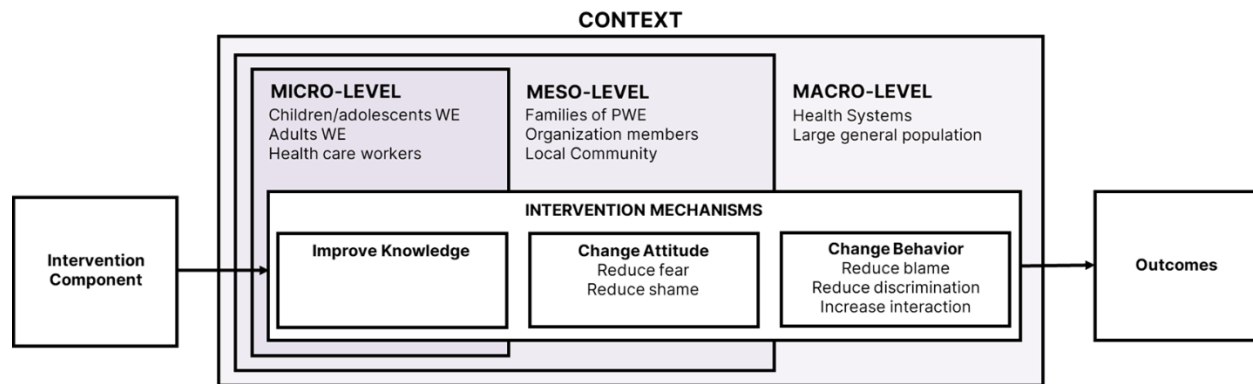 CONTEXT
MICRO-LEVEL
Children/adolescents WE
Adults WE
Health care workers
MESO-LEVEL
Families of PWE
Organization members
Local Community
MACRO-LEVEL
Health Systems
Large general population
Intervention
Component
INTERVENTION MECHANISMS
Improve Knowledge
Change Attitude
Reduce fear
Reduce shame
Change Behavior
Reduce blame
Reduce discrimination
Increase interaction
Outcomes